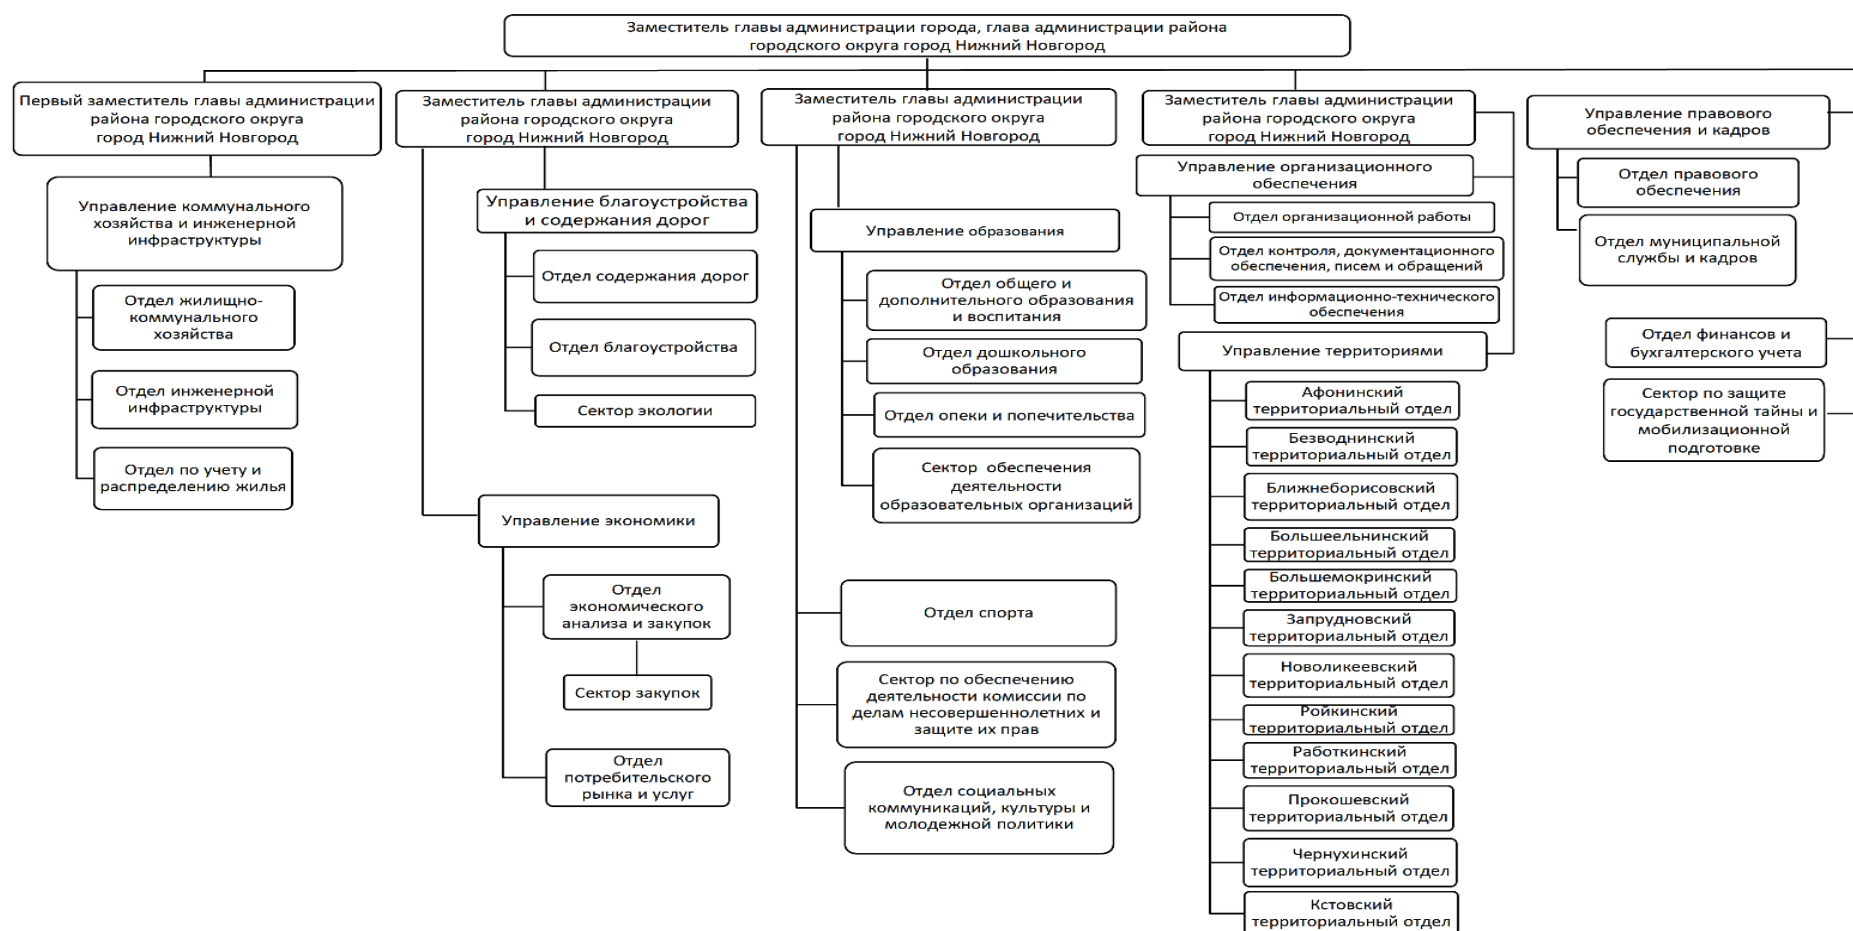 Заместитель главы администрации города, глава администрации района
городского округа город Нижний Новгород
Первый заместитель главы администрации
района городского округа
город Нижний Новгород
Управление коммунального
хозяйства и инженерной
инфраструктуры
Отдел жилищно-
коммунального
хозяйства
Отдел инженерной
инфраструктуры
Отдел по учету и
распределению жилья
Заместитель главы администрации
района городского округа
город Нижний Новгород
Управление благоустройства
и содержания дорог
Отдел содержания дорог
Отдел благоустройства
Сектор экологии
Управление экономики
Отдел
экономического
анализа и закупок
Сектор закупок
Отдел
потребительского
рынка и услуг
Заместитель главы администрации
района городского округа
город Нижний Новгород
Управление образования
Отдел общего и
дополнительного образования
и воспитания
Отдел дошкольного
образования
Отдел опеки и попечительства
Сектор обеспечения
деятельности
образовательных организаций
Отдел спорта
Сектор по обеспечению
деятельности комиссии по
делам несовершеннолетних и
защите их прав
Отдел социальных
коммуникаций, культуры и
молодежной политики
Заместитель главы администрации
района городского округа
город Нижний Новгород
Управление организационного
обеспечения
Отдел организационной работы
Отдел контроля, документационного
обеспечения, писем и обращений
Отдел информационно-технического
обеспечения
Управление территориями
Афонинский
территориальный отдел
Безводнинский
территориальный отдел
Ближнеборисовский
территориальный отдел
Большеельнинский
территориальный отдел
Большемокринский
территориальный отдел
Запрудновский
территориальный отдел
Новоликеевский
территориальный отдел
Ройкинский
территориальный отдел
Работкинский
территориальный отдел
Прокошевский
территориальный отдел
Чернухинский
территориальный отдел
Кстовский
территориальный отдел
Управление правового
обеспечения и кадров
Отдел правового
обеспечения
Отдел муниципальной
службы и кадров
Отдел финансов и
бухгалтерского учета
Сектор по защите
государственной тайны и
мобилизационной
подготовке